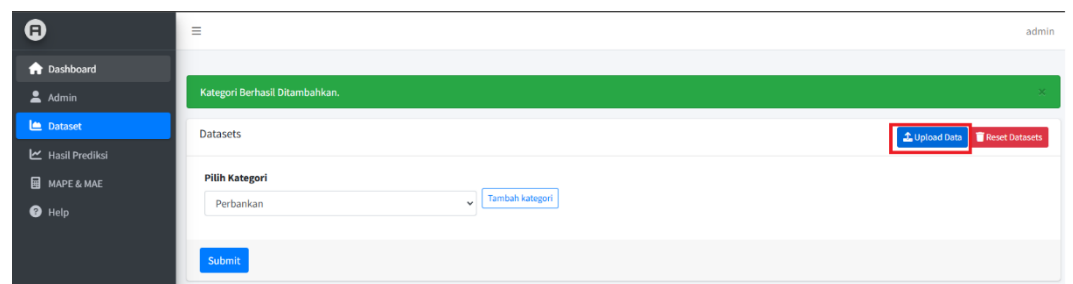 admin
Dashboard
Admin
Dataset
Hasil Prediksi
MAPE & MAE
Help
Kategori Berhasil Ditambahkan.
×
Datasets
Upload Data
Reset Datasets
Pilih Kategori
Perbankan
Tambah kategori
Submit